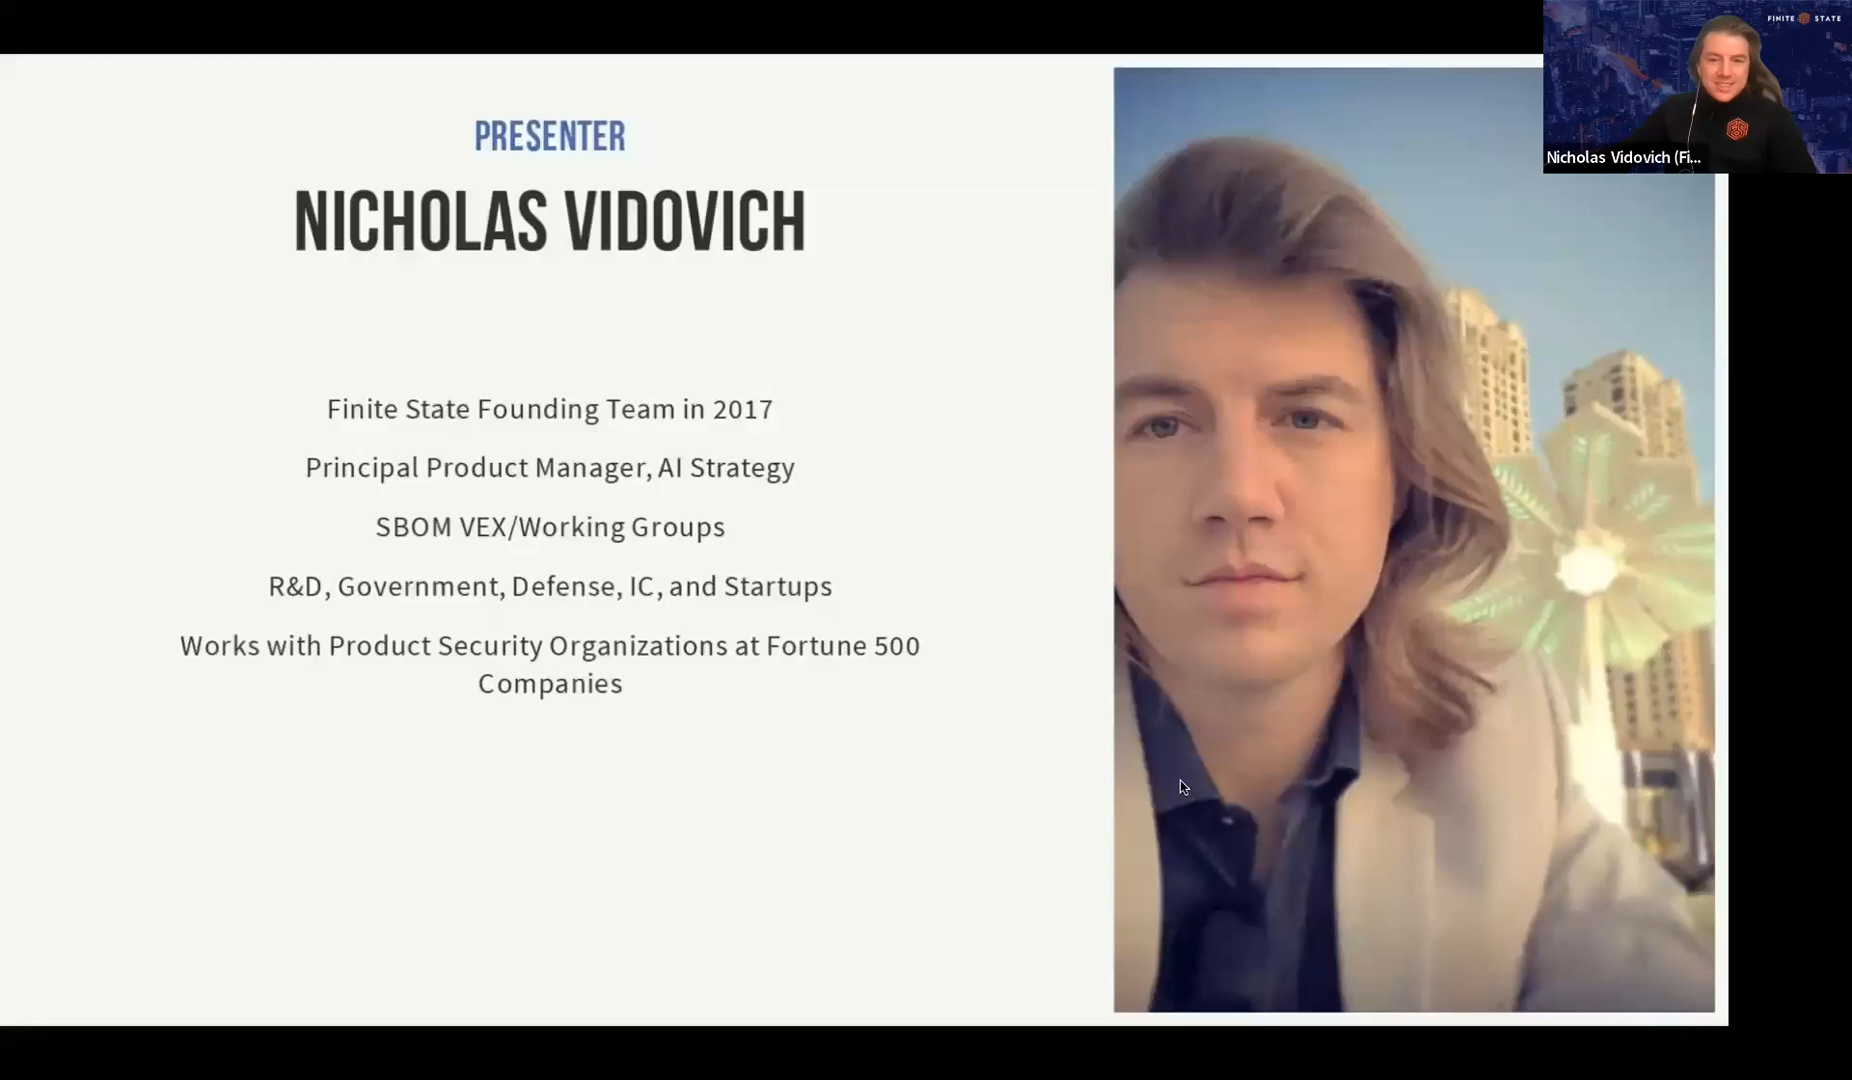 FINITE STATE
Nicholas Vidovich (Fi...
PRESENTER
NICHOLAS VIDOVICH
Finite State Founding Team in 2017
Principal Product Manager, AI Strategy
SBOM VEX/Working Groups
R&D, Government, Defense, IC, and Startups
Works with Product Security Organizations at Fortune 500
Companies